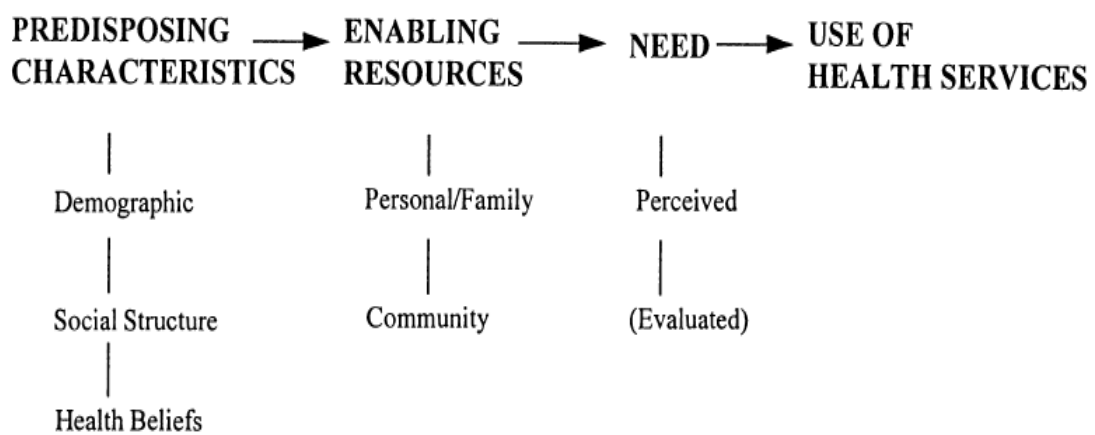 PREDISPOSING
CHARACTERISTICS
ENABLING
RESOURCES
NEED
USE OF
HEALTH SERVICES
Demographic
Personal/Family
Perceived
Social Structure
Community
(Evaluated)
Health Beliefs